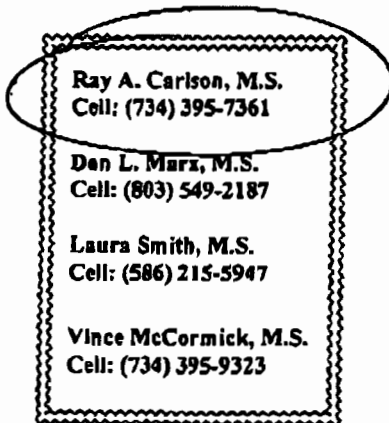 Ray A. Carlson, M.S.
Cell: (734) 395-7361
Dan L. Marx, M.S.
Cell: (803) 549-2187
Laura Smith, M.S.
Cell: (586) 215-5947
Vince McCormick, M.S.
Cell: (734) 395-9323